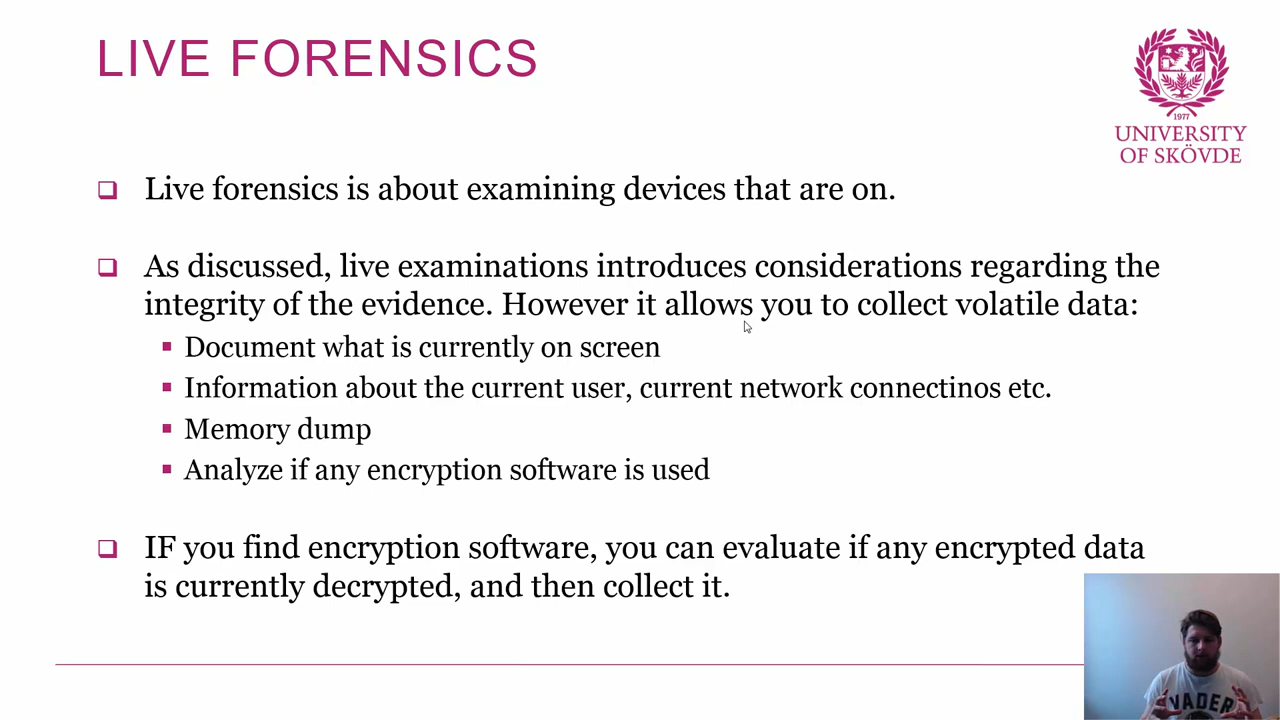 LIVE FORENSICS
1977
UNIVERSITY
OF SKÖVDE
Live forensics is about examining devices that are on.
As discussed, live examinations introduces considerations regarding the
integrity of the evidence. However it allows you to collect volatile data:
Document what is currently on screen
Information about the current user, current network connectinos etc.
Memory dump
Analyze if any encryption software is used
IF you find encryption software, you can evaluate if any encrypted data
is currently decrypted, and then collect it.
VADER